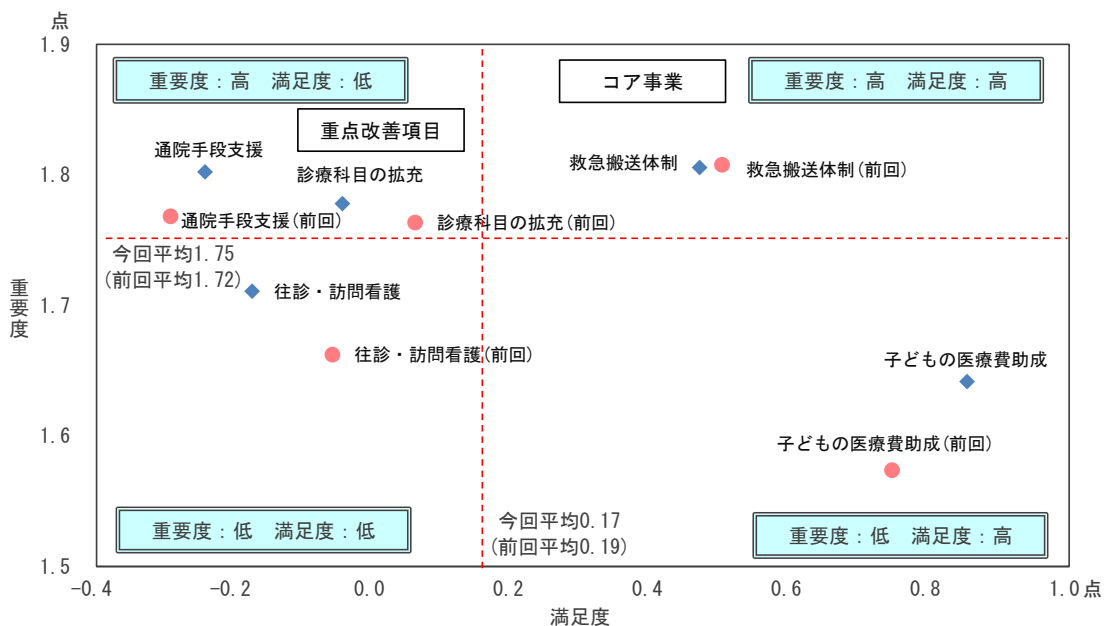 点
1.9
重要度：高　満足度：低
コア事業
重要度：高　満足度：高
重点改善項目
通院手段支援
診療科目の拡充
救急搬送体制
救急搬送体制(前回)
1.8
通院手段支援(前回)
診療科目の拡充(前回)
今回平均1.75
(前回平均1.72)
重要度
1.7
往診・訪問看護
往診・訪問看護(前回)
子どもの医療費助成
1.6
子どもの医療費助成(前回)
重要度：低　満足度：低
今回平均0.17
(前回平均0.19)
重要度：低　満足度：高
1.5
-0.4
-0.2
0.0
0.2
0.4
0.6
0.8
1.0点
満足度